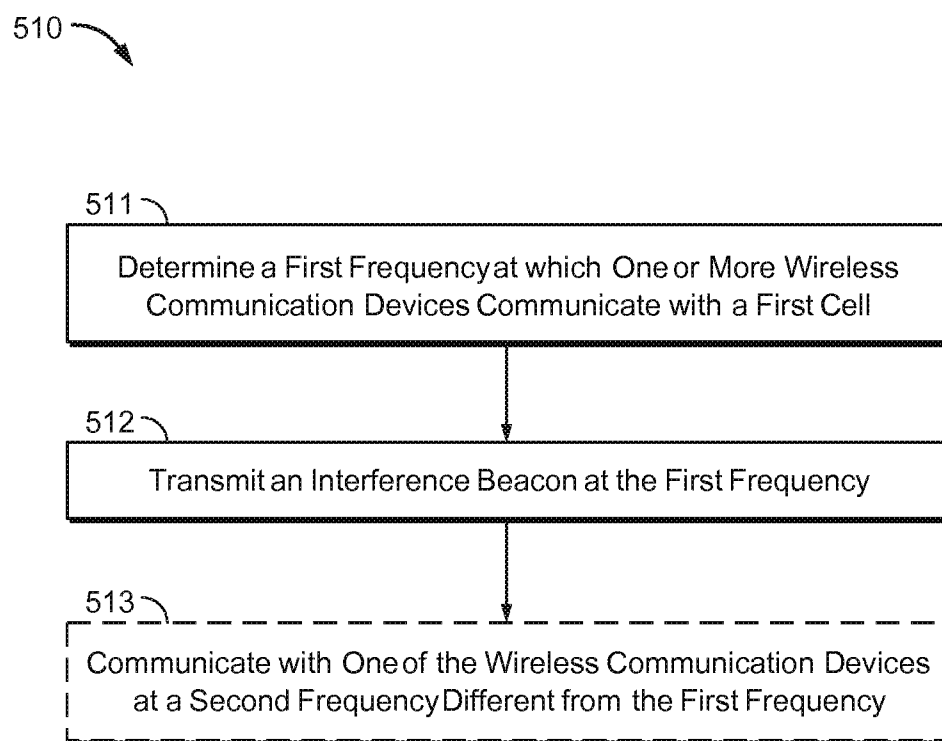 510
511
Determine a First Frequency at which One or More Wireless
Communication Devices Communicate with a First Cell
512
Transmit an Interference Beacon at the First Frequency
513
Communicate with One of the Wireless Communication Devices
at a Second Frequency Different from the First Frequency